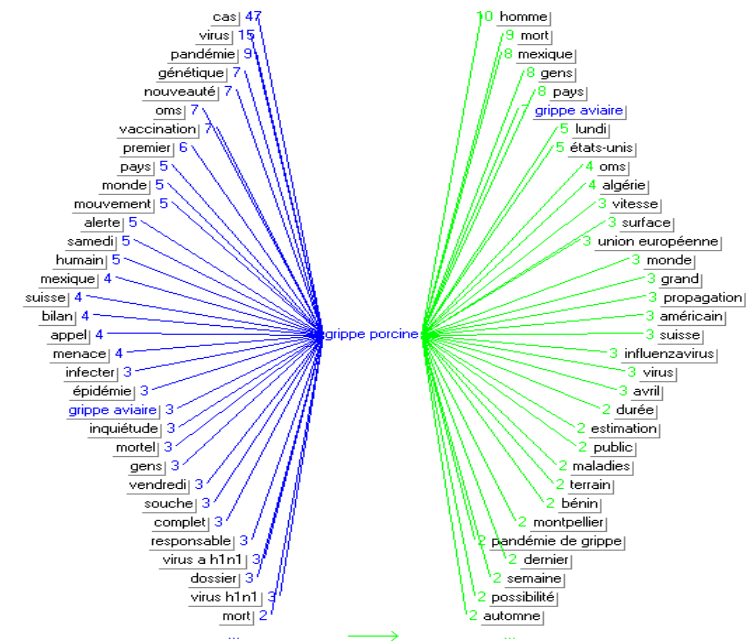 cas 47
virus 15
pandémie 9
génétique 7
nouveauté 7
oms 7
vaccination 7
premier 6
pays 5
monde 5
mouvement 5
alerte 5
samedi 5
humain 5
mexique 4
suisse 4
bilan 4
appel 4
menace 4
infecter 3
épidémie 3
grippe aviaire 3
inquiétude 3
mortel 3
gens 3
vendredi 3
souche 3
complet 3
responsable 3
virus a h1n1 3
dossier 3
virus h1n1 3
mort 2
...
grippe porcine
10 homme
9 mort
8 mexique
8 gens
8 pays
7 grippe aviaire
5 lundi
5 états-unis
4 oms
4 algérie
3 vitesse
3 surface
3 union européenne
3 monde
3 grand
3 propagation
3 américain
3 suisse
3 influenzavirus
3 virus
3 avril
2 durée
2 estimation
2 public
2 maladies
2 terrain
2 bénin
2 montpellier
2 pandémie de grippe
2 dernier
2 semaine
2 possibilité
2 automne
...